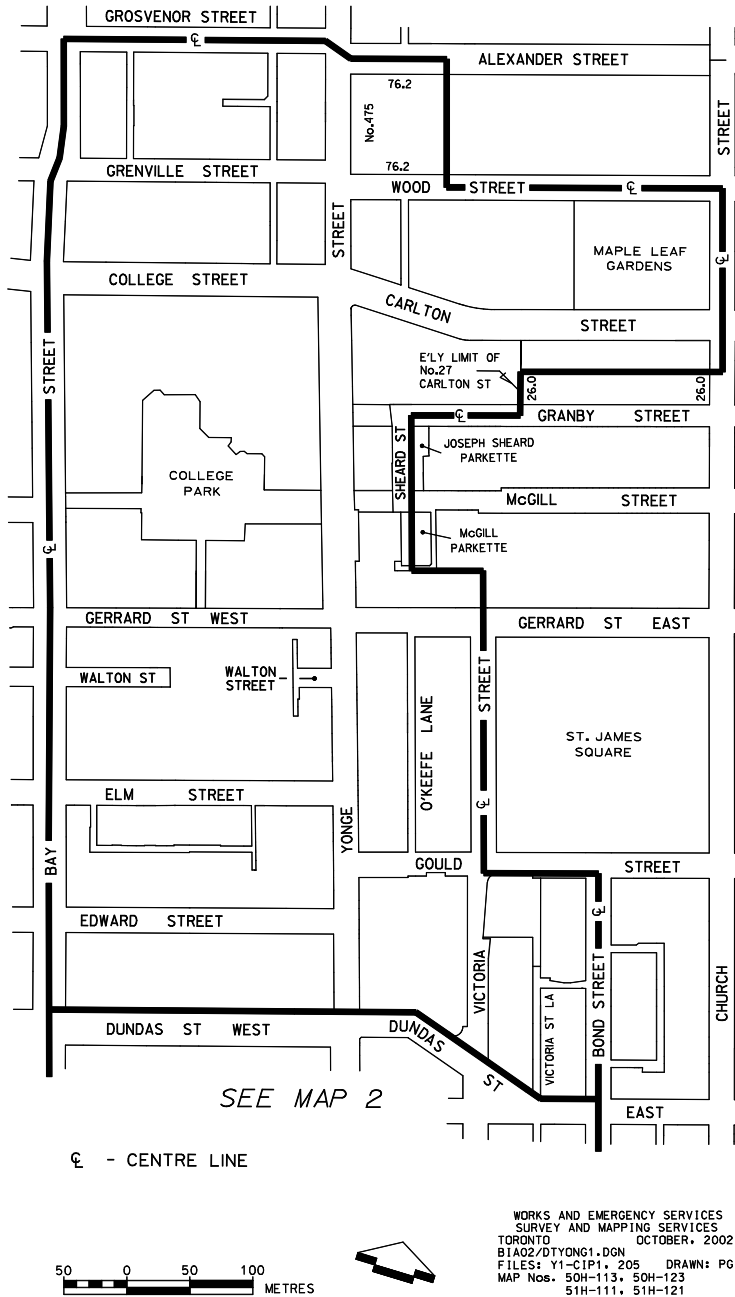 GROSVENOR STREET
℄
ALEXANDER STREET
76.2
No.475
STREET
76.2
GRENVILLE STREET
WOOD STREET ℄
STREET
MAPLE LEAF
GARDENS
℄
COLLEGE STREET
CARLTON
STREET
STREET
E'LY LIMIT OF
No.27
CARLTON ST
26.0
26.0
℄
GRANBY STREET
SHEARD ST
JOSEPH SHEARD
PARKETTE
COLLEGE
PARK
McGILL STREET
℄
McGILL
PARKETTE
GERRARD ST WEST
GERRARD ST EAST
WALTON ST
WALTON
STREET
STREET
O'KEEFE LANE
ST. JAMES
SQUARE
ELM STREET
℄
YONGE
BAY
GOULD
STREET
℄
EDWARD STREET
VICTORIA
VICTORIA ST LA
BOND STREET
CHURCH
DUNDAS ST WEST
DUNDAS
ST
EAST
SEE MAP 2
℄ - CENTRE LINE
WORKS AND EMERGENCY SERVICES
SURVEY AND MAPPING SERVICES
TORONTO OCTOBER, 2002
BIA02/DTYONG1.DGN
FILES: Y1-CIP1, 205 DRAWN: PG
MAP Nos. 50H-113, 50H-123
51H-111, 51H-121
50 0 50 100
METRES